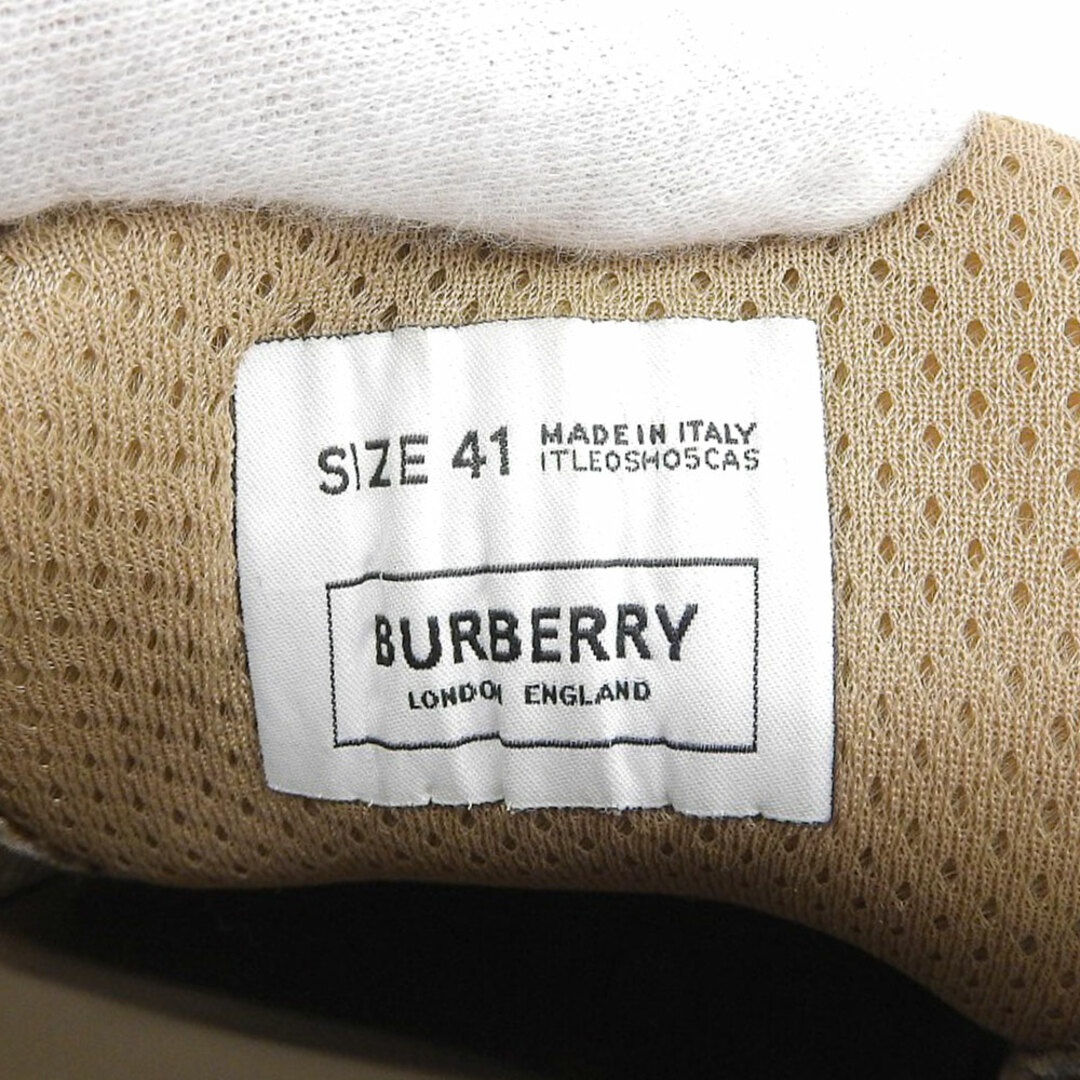 SIZE 41
MADE IN ITALY
ITLEOSMO5CAS
BURBERRY
LONDON ENGLAND